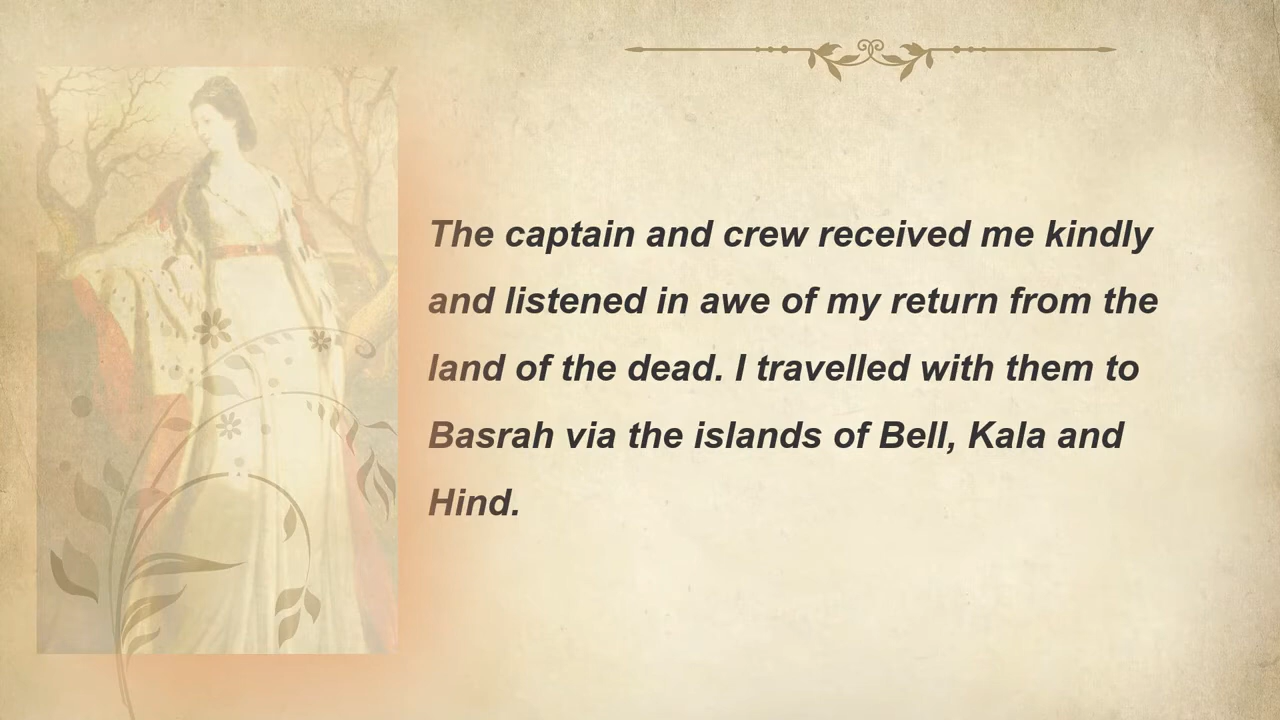 The captain and crew received me kindly
and listened in awe of my return from the
land of the dead. I travelled with them to
Basrah via the islands of Bell, Kala and
Hind.